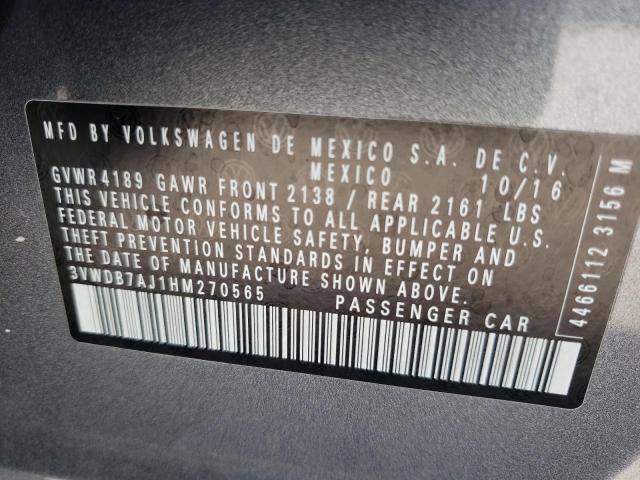 MFD BY VOLKSWAGEN DE MEXICO S.A. DE C.V.
MEXICO 10/16
GVWR4189 GAWR FRONT 2138 / REAR 2161 LBS
THIS VEHICLE CONFORMS TO ALL APPLICABLE U.S.
FEDERAL MOTOR VEHICLE SAFETY, BUMPER AND
THEFT PREVENTION STANDARDS IN EFFECT ON
THE DATE OF MANUFACTURE SHOWN ABOVE.
3VWDB7AJ1HM270565 PASSENGER CAR
4466112 3156 M